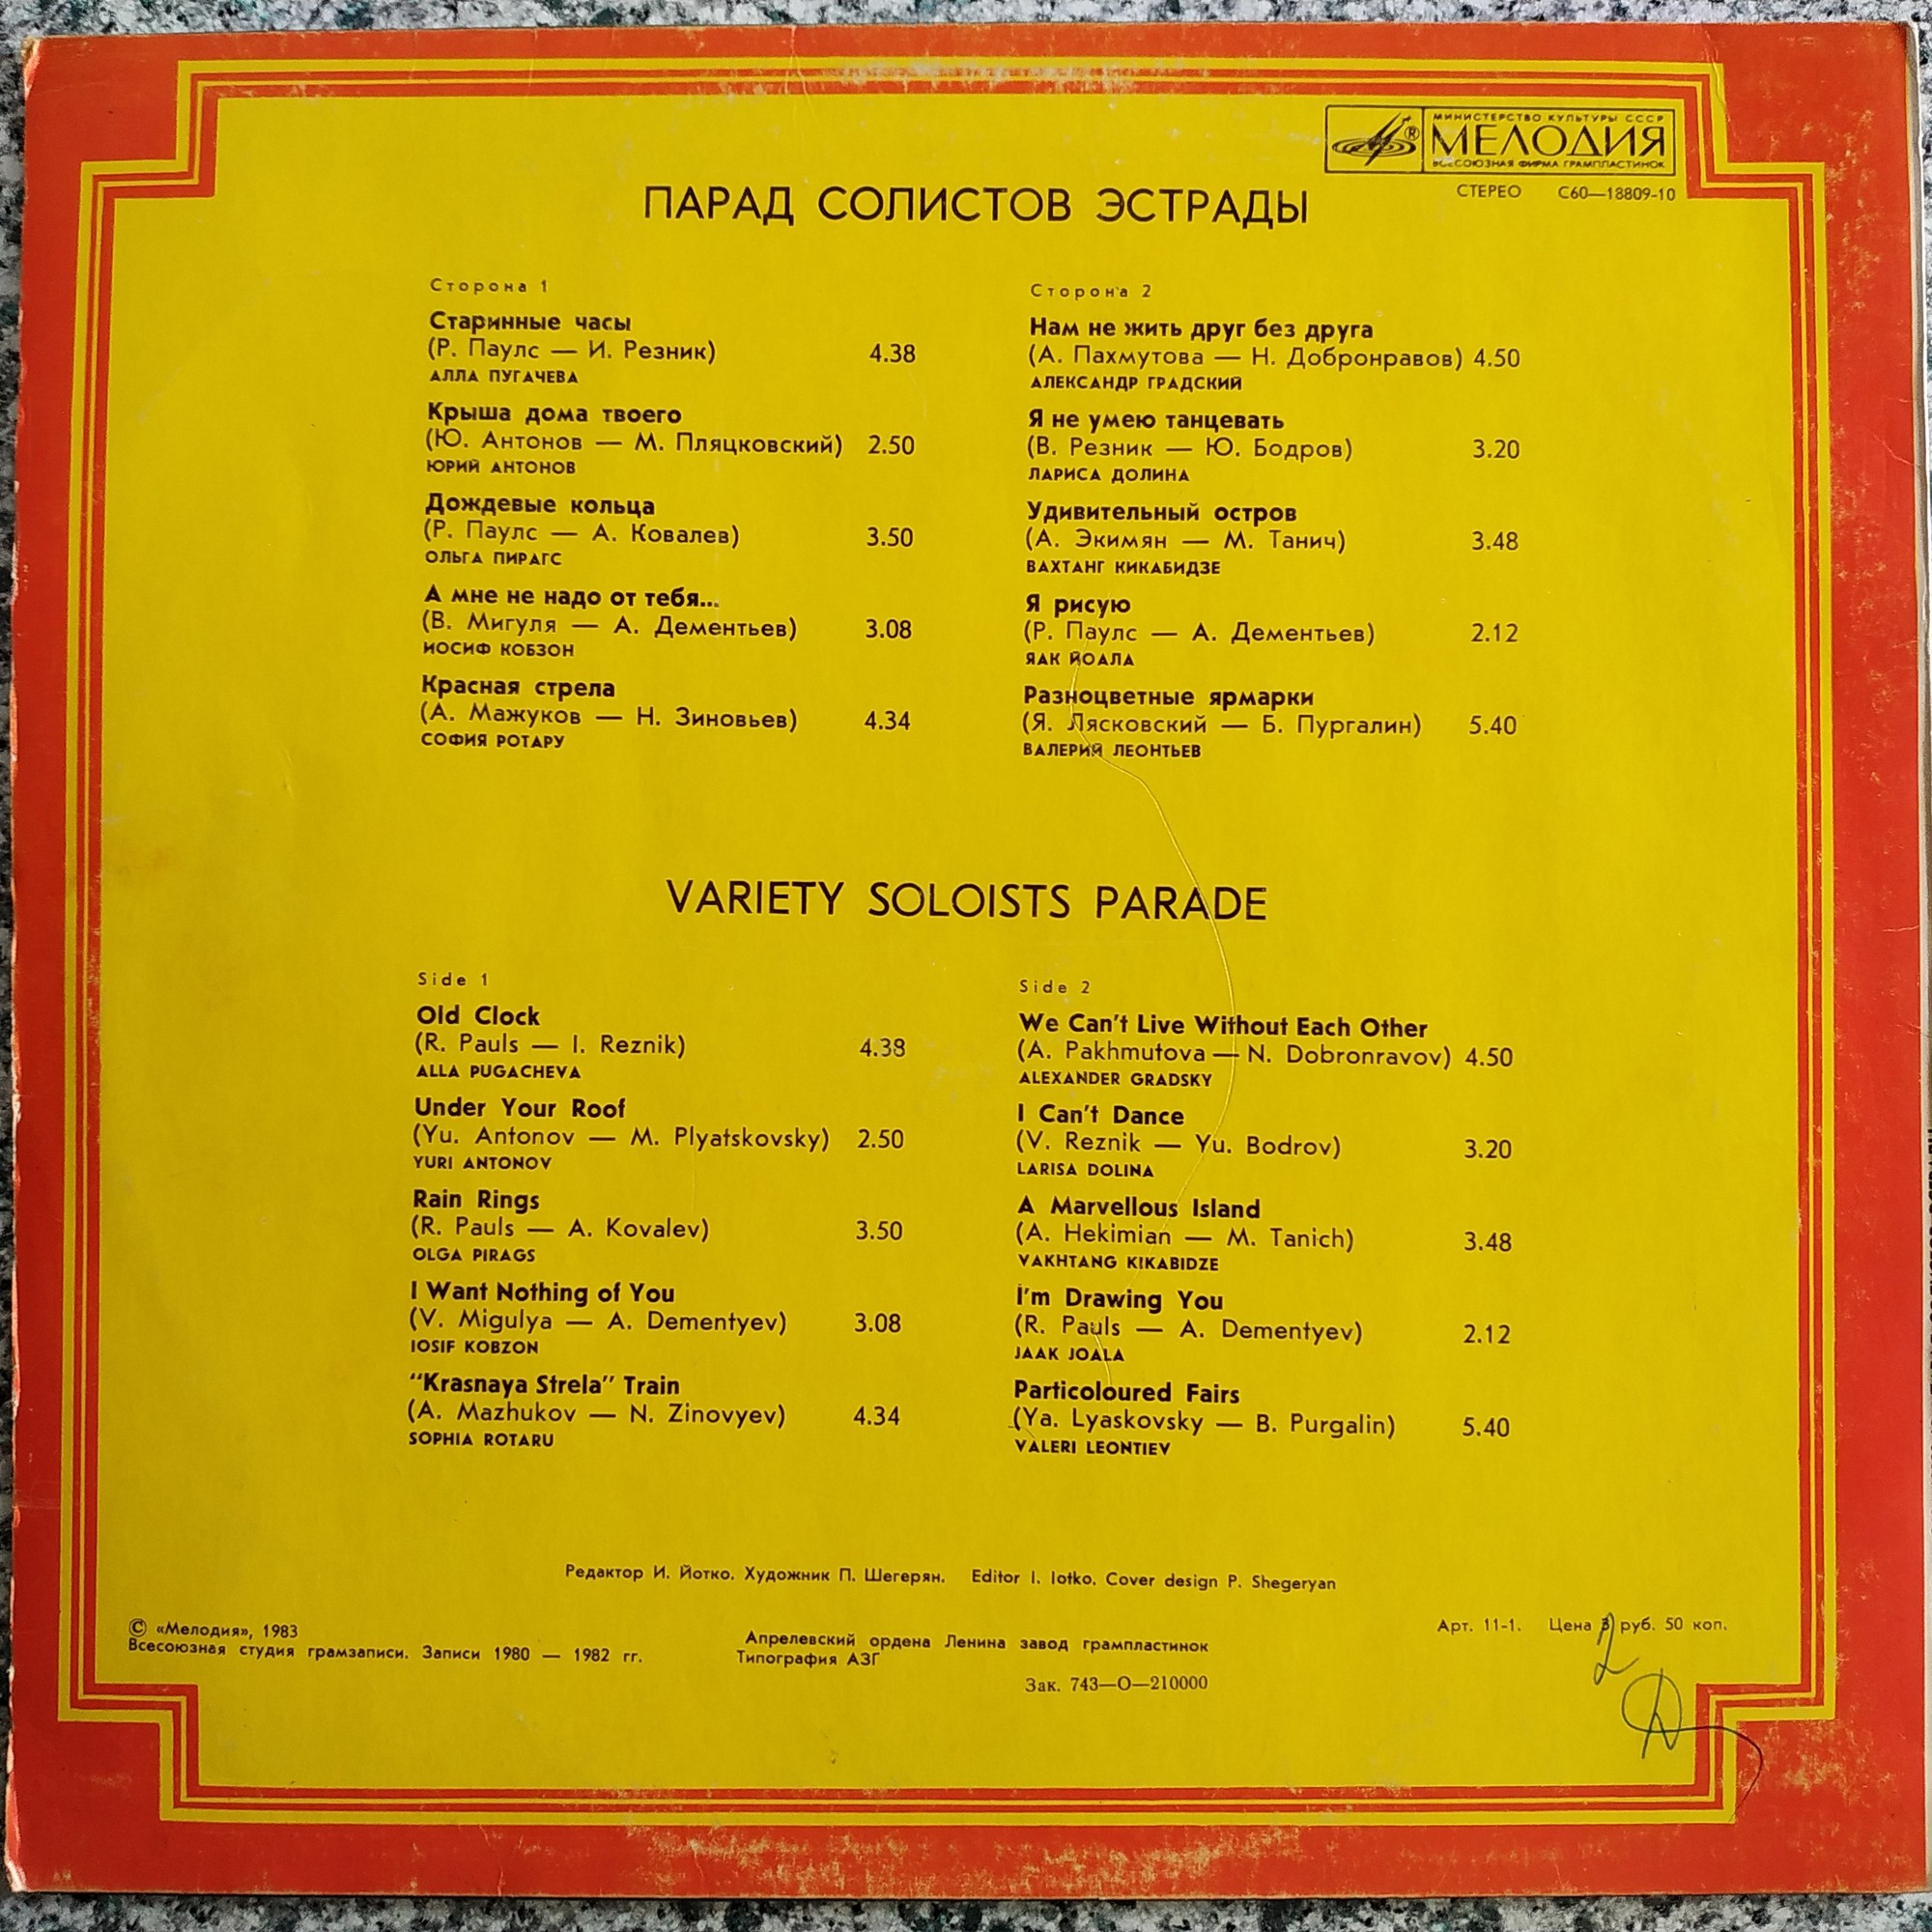 МИНИСТЕРСТВО КУЛЬТУРЫ СССР
МЕЛОДИЯ
ВСЕСОЮЗНАЯ ФИРМА ГРАМПЛАСТИНОК
СТЕРЕО С60—18809-10
ПАРАД СОЛИСТОВ ЭСТРАДЫ
Сторона 1
Старинные часы
(Р. Паулс — И. Резник) 4.38
АЛЛА ПУГАЧЕВА
Крыша дома твоего
(Ю. Антонов — М. Пляцковский) 2.50
ЮРИЙ АНТОНОВ
Дождевые кольца
(Р. Паулс — А. Ковалев) 3.50
ОЛЬГА ПИРАГС
А мне не надо от тебя...
(В. Мигуля — А. Дементьев) 3.08
ИОСИФ КОБЗОН
Красная стрела
(А. Мажуков — Н. Зиновьев) 4.34
СОФИЯ РОТАРУ
Сторона 2
Нам не жить друг без друга
(А. Пахмутова — Н. Добронравов) 4.50
АЛЕКСАНДР ГРАДСКИЙ
Я не умею танцевать
(В. Резник — Ю. Бодров) 3.20
ЛАРИСА ДОЛИНА
Удивительный остров
(А. Экимян — М. Танич) 3.48
ВАХТАНГ КИКАБИДЗЕ
Я рисую
(Р. Паулс — А. Дементьев) 2.12
ЯАК ЙОАЛА
Разноцветные ярмарки
(Я. Лясковский — Б. Пургалин) 5.40
ВАЛЕРИЙ ЛЕОНТЬЕВ
VARIETY SOLOISTS PARADE
Side 1
Old Clock
(R. Pauls — I. Reznik) 4.38
ALLA PUGACHEVA
Under Your Roof
(Yu. Antonov — M. Plyatskovsky) 2.50
YURI ANTONOV
Rain Rings
(R. Pauls — A. Kovalev) 3.50
OLGA PIRAGS
I Want Nothing of You
(V. Migulya — A. Dementyev) 3.08
IOSIF KOBZON
“Krasnaya Strela” Train
(A. Mazhukov — N. Zinovyev) 4.34
SOPHIA ROTARU
Side 2
We Can't Live Without Each Other
(A. Pakhmutova — N. Dobronravov) 4.50
ALEXANDER GRADSKY
I Can't Dance
(V. Reznik — Yu. Bodrov) 3.20
LARISA DOLINA
A Marvellous Island
(A. Hekimian — M. Tanich) 3.48
VAKHTANG KIKABIDZE
I'm Drawing You
(R. Pauls — A. Dementyev) 2.12
JAAK JOALA
Particoloured Fairs
(Ya. Lyaskovsky — B. Purgalin) 5.40
VALERI LEONTIEV
Редактор И. Йотко. Художник П. Шегерян. Editor I. Iotko. Cover design P. Shegeryan
© «Мелодия», 1983
Всесоюзная студия грамзаписи. Записи 1980 — 1982 гг.
Апрелевский ордена Ленина завод грампластинок
Типография АЗГ
Зак. 743—О—210000
Арт. 11-1. Цена 3 руб. 50 коп.
2